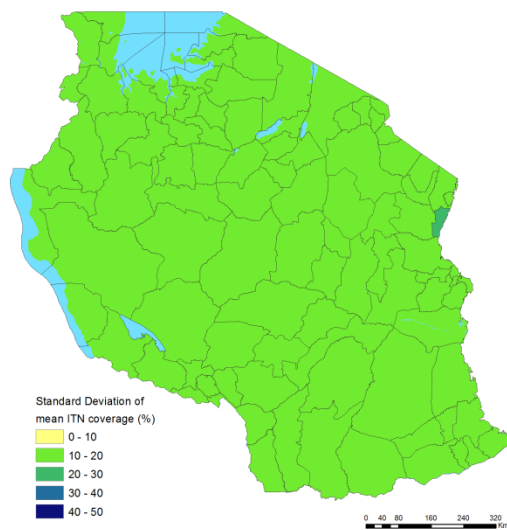 Standard Deviation of
mean ITN coverage (%)
0 - 10
10 - 20
20 - 30
30 - 40
40 - 50
0 40 80 160 240 320
Km